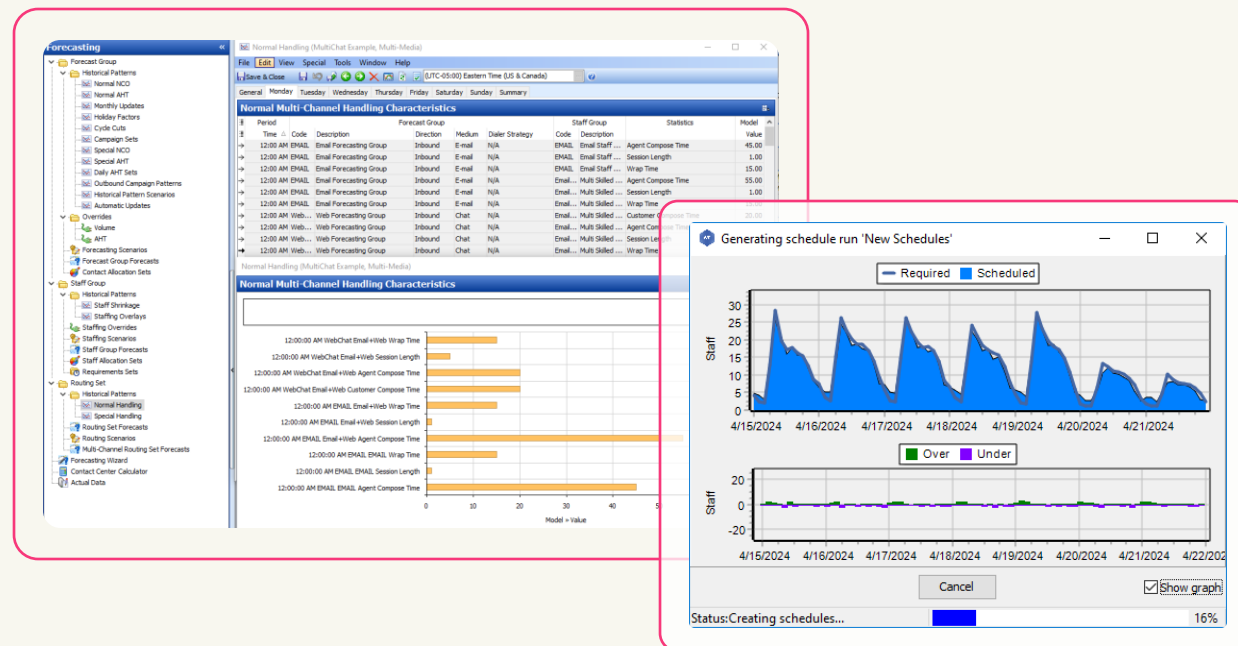 Forecasting «
Forecast Group
Historical Patterns
Normal NCO
Normal AHT
Monthly Updates
Holiday Factors
Cycle Cuts
Campaign Sets
Special NCO
Special AHT
Daily AHT Sets
Outbound Campaign Patterns
Historical Pattern Scenarios
Automatic Updates
Overrides
Volume
AHT
Forecasting Scenarios
Forecast Group Forecasts
Contact Allocation Sets
Staff Group
Historical Patterns
Staff Shrinkage
Staffing Overlays
Staffing Overrides
Staffing Scenarios
Staff Group Forecasts
Staff Allocation Sets
Requirements Sets
Routing Set
Historical Patterns
Normal Handling
Special Handling
Routing Set Forecasts
Routing Scenarios
Multi-Channel Routing Set Forecasts
Forecasting Wizard
Contact Center Calculator
Actual Data
Normal Handling (MultiChat Example, Multi-Media)
File Edit View Special Tools Window Help
Save & Close (UTC-05:00) Eastern Time (US & Canada)
General Monday Tuesday Wednesday Thursday Friday Saturday Sunday Summary
Normal Multi-Channel Handling Characteristics
Period Forecast Group Staff Group Statistics Model
Time Code Description Direction Medium Dialer Strategy Code Description Value
12:00 AM EMAIL Email Forecasting Group Inbound E-mail N/A EMAIL Email Staff ... Agent Compose Time 45.00
12:00 AM EMAIL Email Forecasting Group Inbound E-mail N/A EMAIL Email Staff ... Session Length 1.00
12:00 AM EMAIL Email Forecasting Group Inbound E-mail N/A EMAIL Email Staff ... Wrap Time 15.00
12:00 AM EMAIL Email Forecasting Group Inbound E-mail N/A Email... Multi Skilled ... Agent Compose Time 55.00
12:00 AM EMAIL Email Forecasting Group Inbound E-mail N/A Email... Multi Skilled ... Session Length 1.00
12:00 AM EMAIL Email Forecasting Group Inbound E-mail N/A Email... Multi Skilled ... Wrap Time 15.00
12:00 AM Web... Web Forecasting Group Inbound Chat N/A Email... Multi Skilled ... Customer Compose Time 20.00
12:00 AM Web... Web Forecasting Group Inbound Chat N/A Email... Multi Skilled ... Agent Compose Time
12:00 AM Web... Web Forecasting Group Inbound Chat N/A Email... Multi Skilled ... Session Length
12:00 AM Web... Web Forecasting Group Inbound Chat N/A Email... Multi Skilled ... Wrap Time
Normal Handling (MultiChat Example, Multi-Media)
Normal Multi-Channel Handling Characteristics
12:00:00 AM WebChat Email+Web Wrap Time
12:00:00 AM WebChat Email+Web Session Length
12:00:00 AM WebChat Email+Web Agent Compose Time
12:00:00 AM WebChat Email+Web Customer Compose Time
12:00:00 AM EMAIL Email+Web Wrap Time
12:00:00 AM EMAIL Email+Web Session Length
12:00:00 AM EMAIL Email+Web Agent Compose Time
12:00:00 AM EMAIL EMAIL Wrap Time
12:00:00 AM EMAIL EMAIL Session Length
12:00:00 AM EMAIL EMAIL Agent Compose Time
0 10 20 30 40
Model » Value
Generating schedule run 'New Schedules'
Required Scheduled
30
25
20
15
10
5
0
Staff
4/15/2024 4/16/2024 4/17/2024 4/18/2024 4/19/2024 4/20/2024 4/21/2024
Over Under
20
0
-20
Staff
4/15/2024 4/16/2024 4/17/2024 4/18/2024 4/19/2024 4/20/2024 4/21/2024 4/22/202
Cancel
Show graph
Status:Creating schedules... 16%